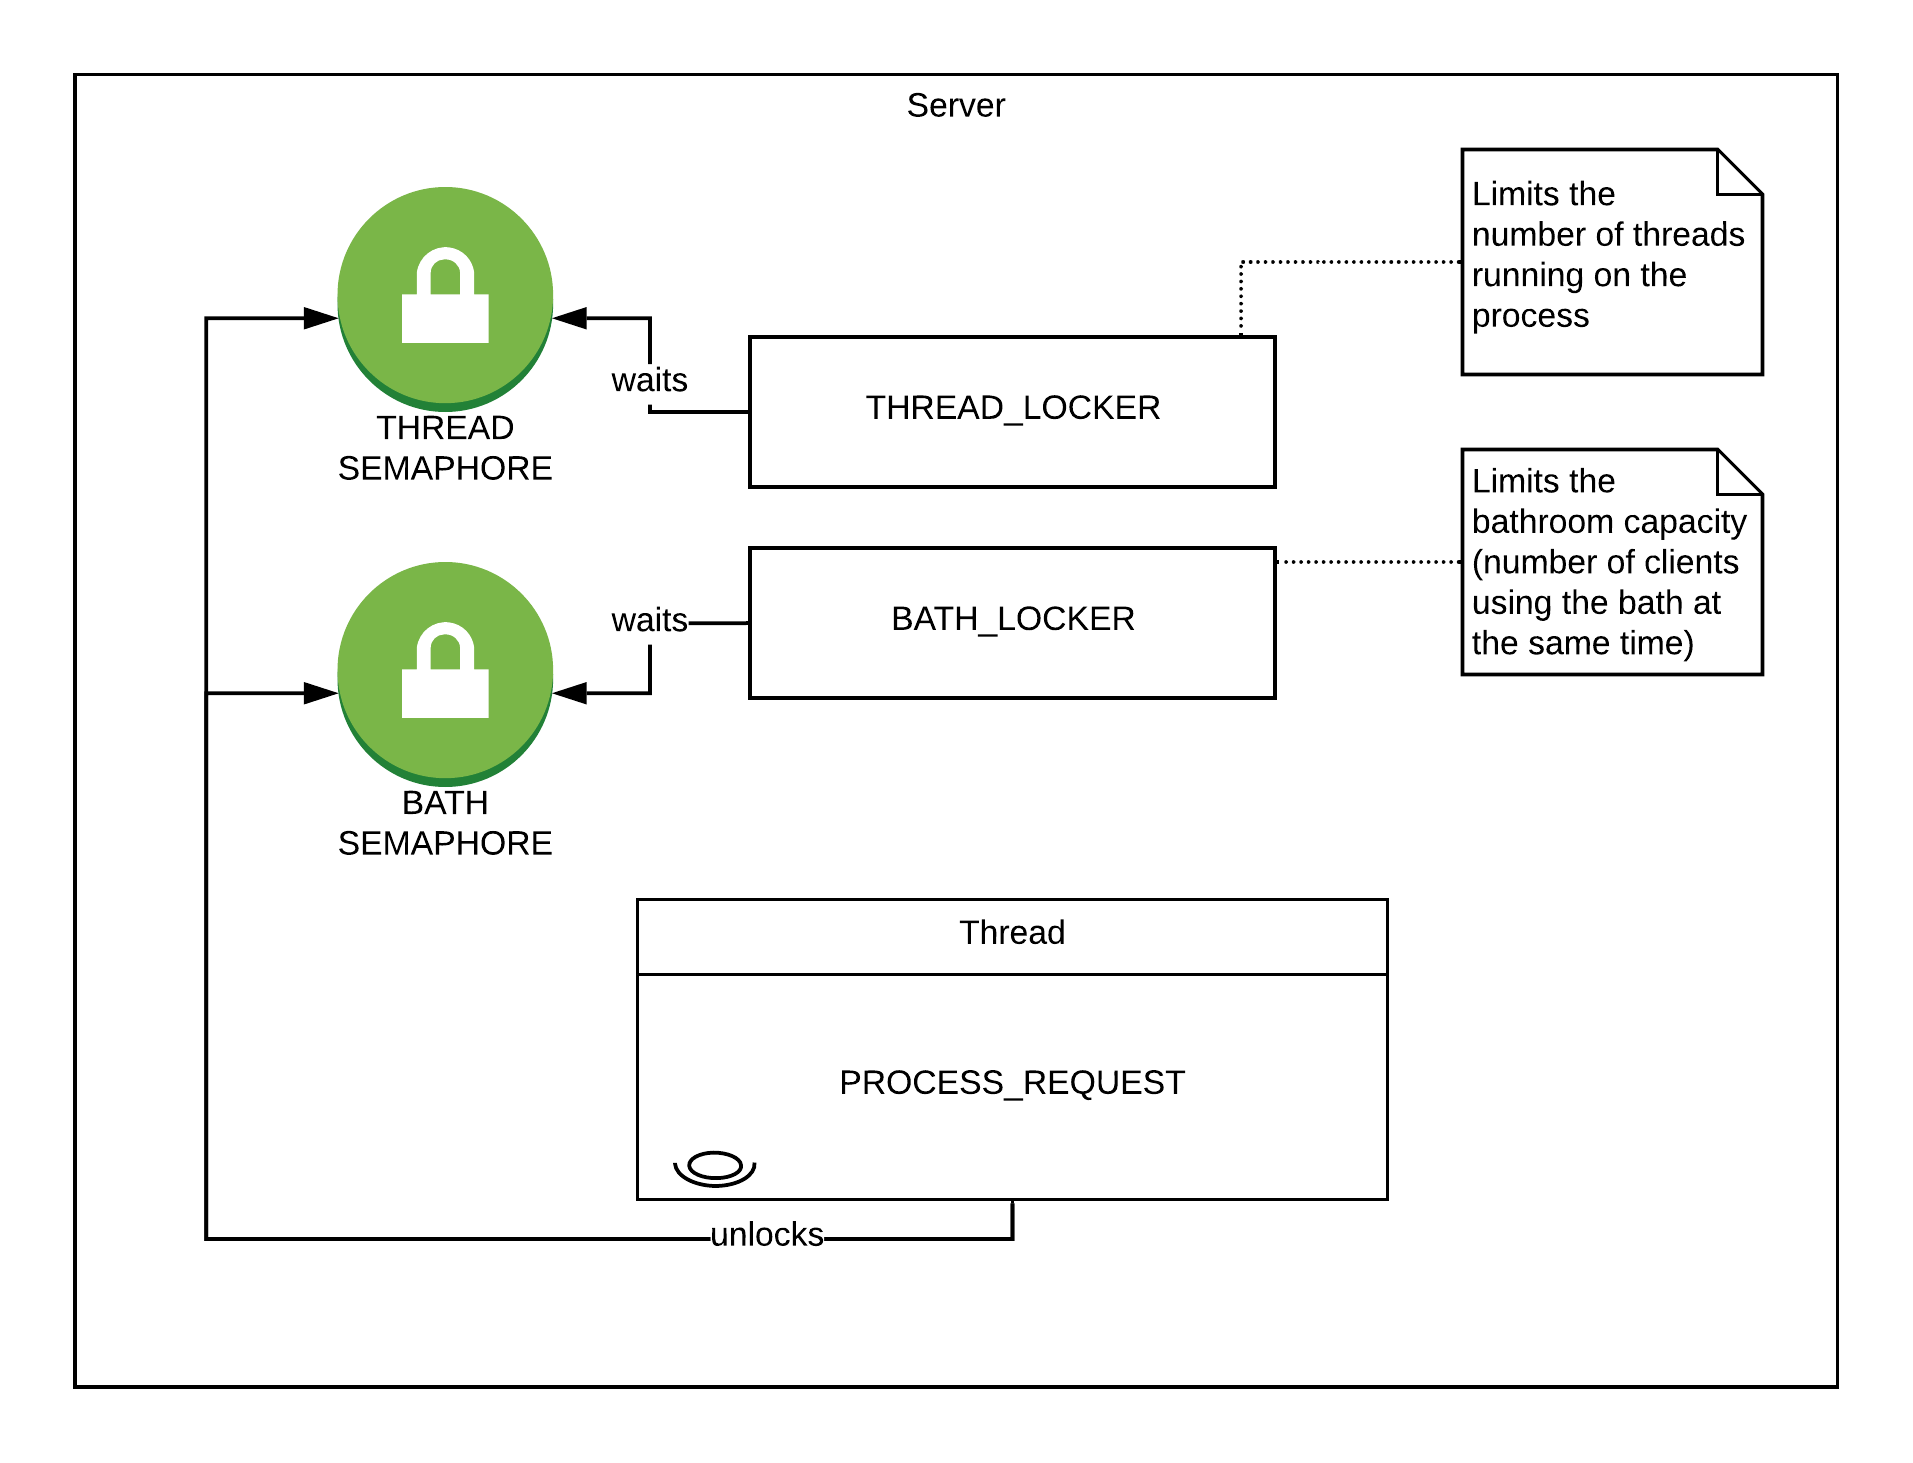 Server
Limits the
number of threads
running on the
process
waits
THREAD_LOCKER
THREAD
SEMAPHORE
Limits the
bathroom capacity
(number of clients
using the bath at
the same time)
waits
BATH_LOCKER
BATH
SEMAPHORE
Thread
PROCESS_REQUEST
unlocks